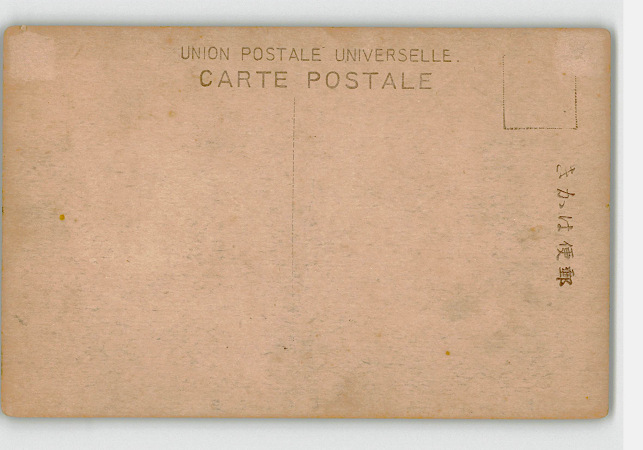 UNION POSTALE UNIVERSELLE.
CARTE POSTALE
郵便はかき